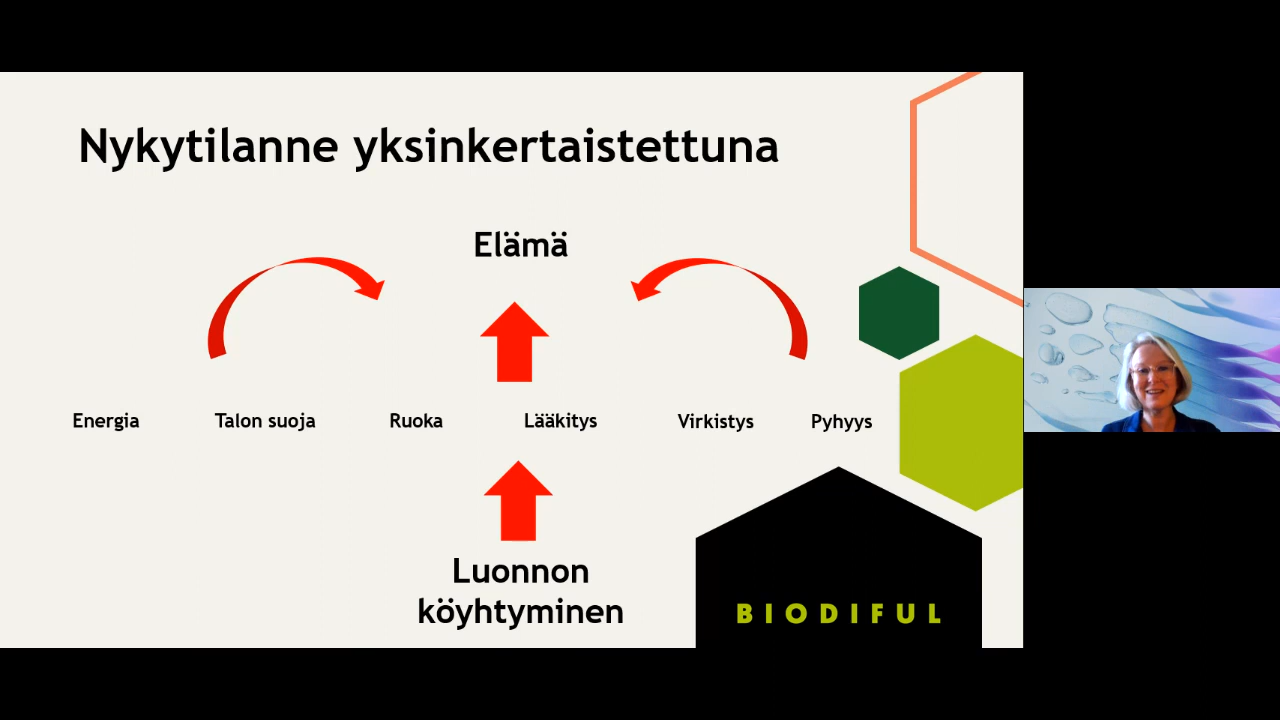 Nykytilanne yksinkertaistettuna
Elämä
Energia Talon suoja Ruoka Lääkitys Virkistys Pyhyys
Luonnon
köyhtyminen
BIODIFUL